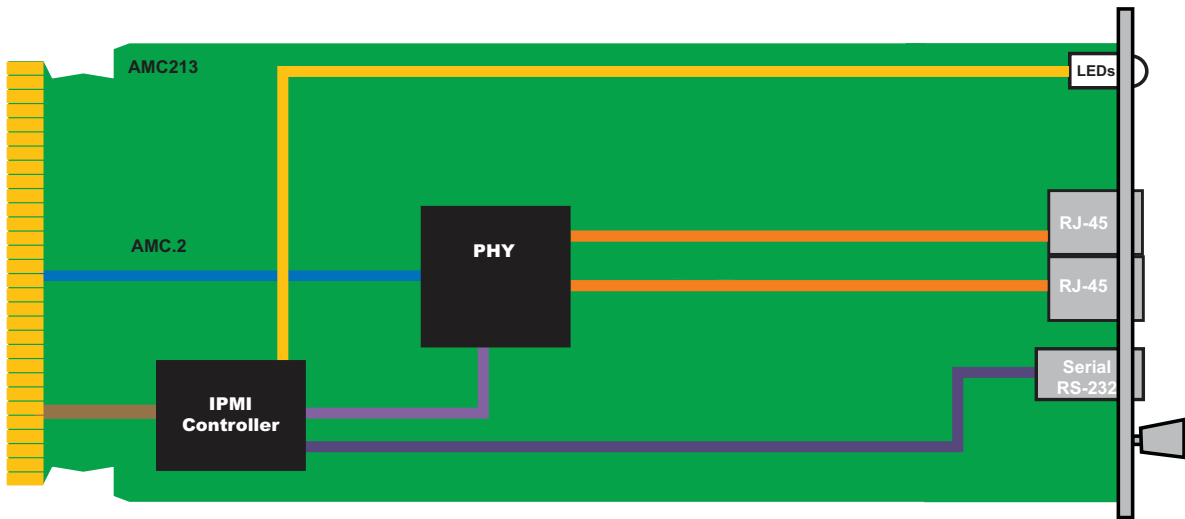 AMC213
LEDs
RJ-45
AMC.2
PHY
RJ-45
Serial
RS-232
IPMI
Controller